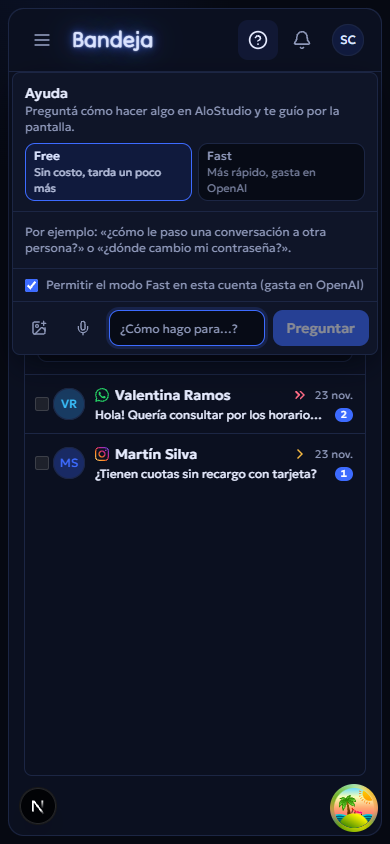 Bandeja
SC
Ayuda
Preguntá cómo hacer algo en AloStudio y te guío por la
pantalla.
Free
Sin costo, tarda un poco
más
Fast
Más rápido, gasta en
OpenAI
Por ejemplo: «¿cómo le paso una conversación a otra
persona?» o «¿dónde cambio mi contraseña?».
Permitir el modo Fast en esta cuenta (gasta en OpenAI)
¿Cómo hago para...?
Preguntar
VR
Valentina Ramos
23 nov.
Hola! Quería consultar por los horario...
2
MS
Martín Silva
23 nov.
¿Tienen cuotas sin recargo con tarjeta?
1
N